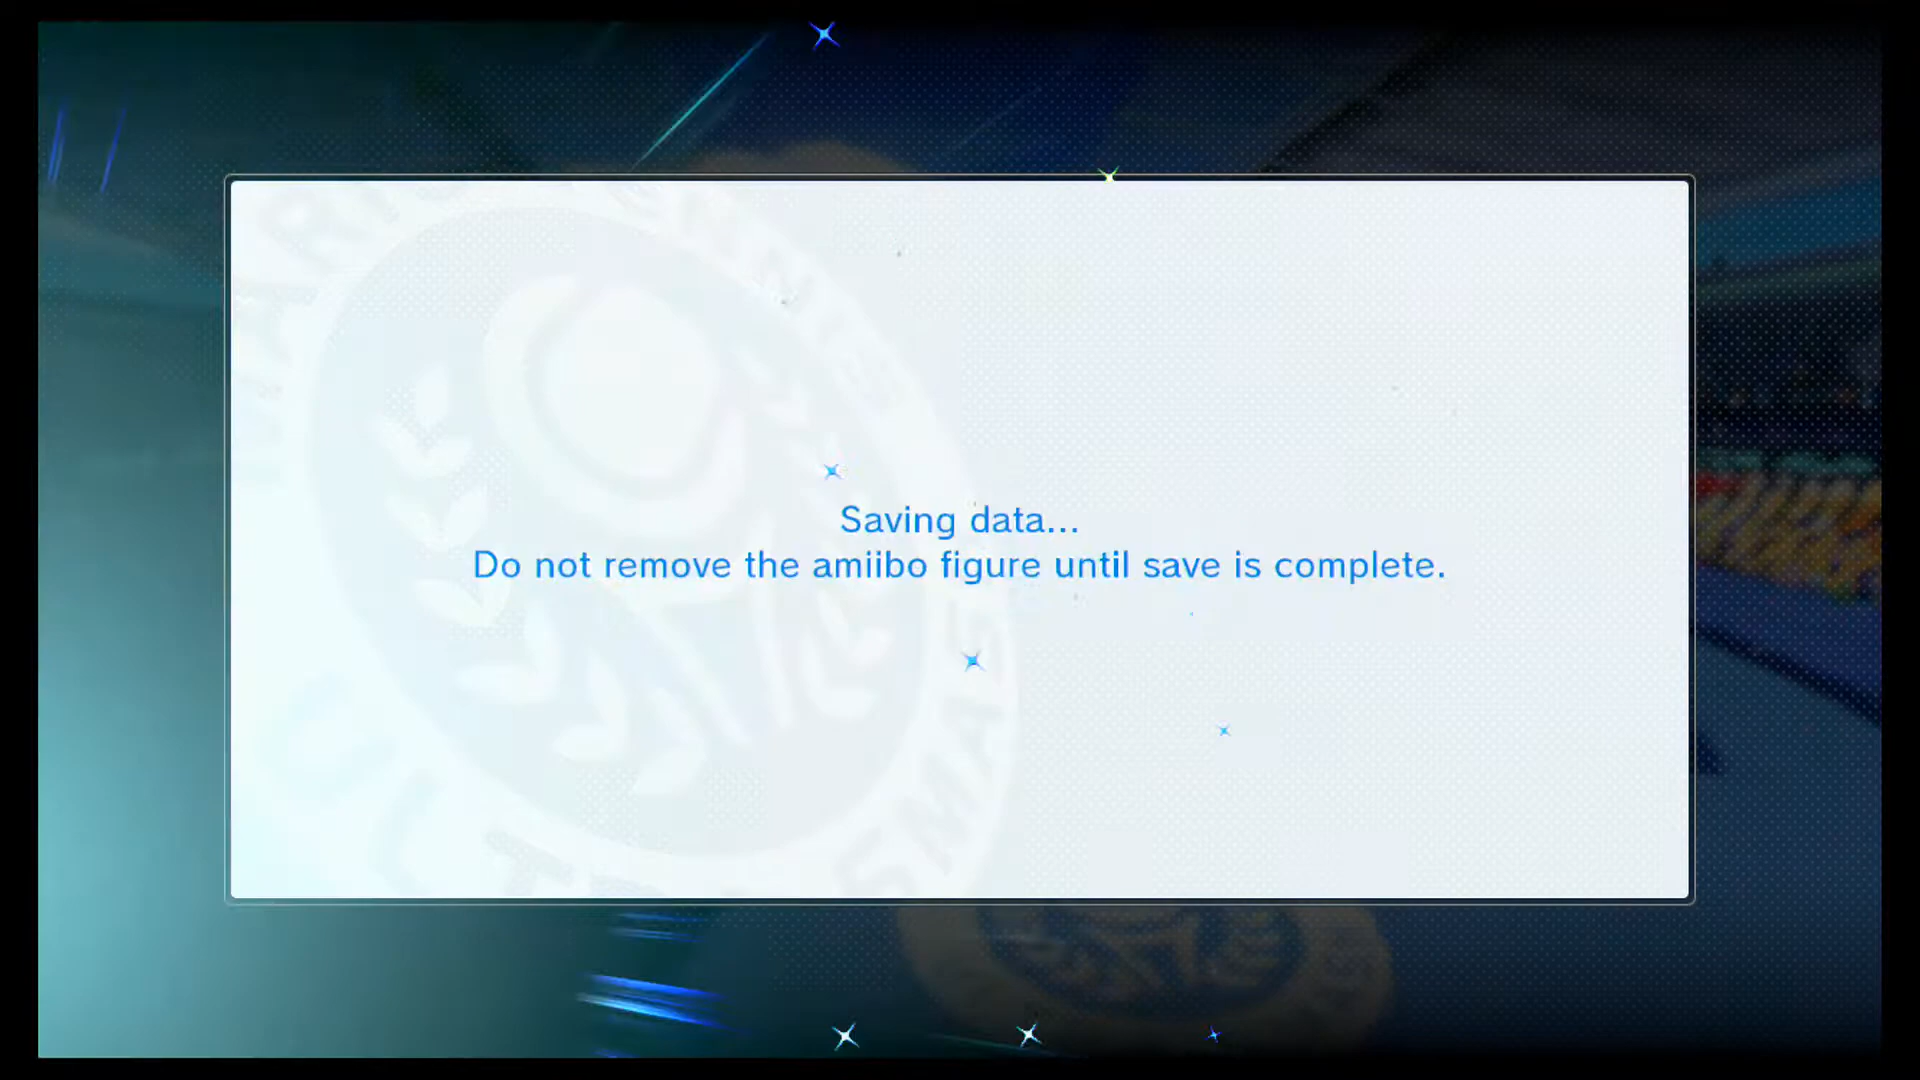 Saving data...
Do not remove the amiibo figure until save is complete.